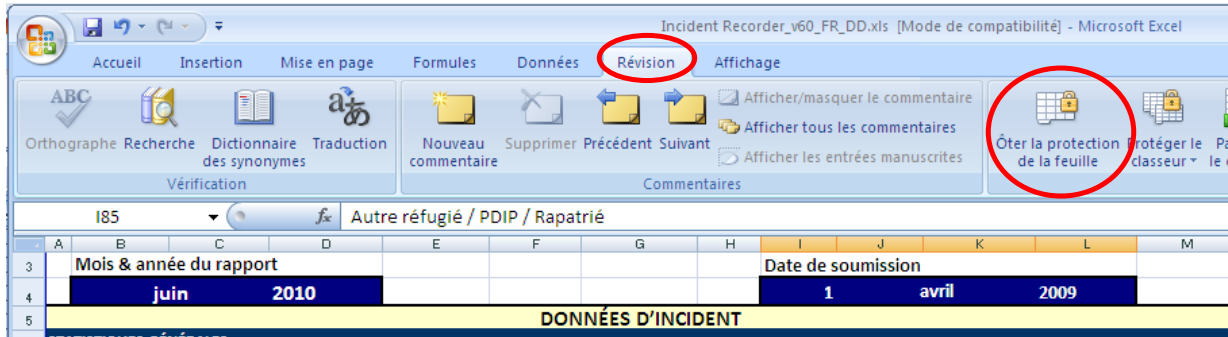 Incident Recorder_v60_FR_DD.xls [Mode de compatibilité] - Microsoft Excel
Accueil Insertion Mise en page Formules Données Révision Affichage
ABC
Orthographe Recherche Dictionnaire des synonymes Traduction
Nouveau commentaire Supprimer Précédent Suivant
Afficher/masquer le commentaire
Afficher tous les commentaires
Afficher les entrées manuscrites
Ôter la protection de la feuille
Protéger le classeur
Vérification Commentaires
I85 fx Autre réfugié / PDIP / Rapatrié
A B C D E F G H I J K L M
3 Mois & année du rapport Date de soumission
4 juin 2010 1 avril 2009
5 DONNÉES D'INCIDENT